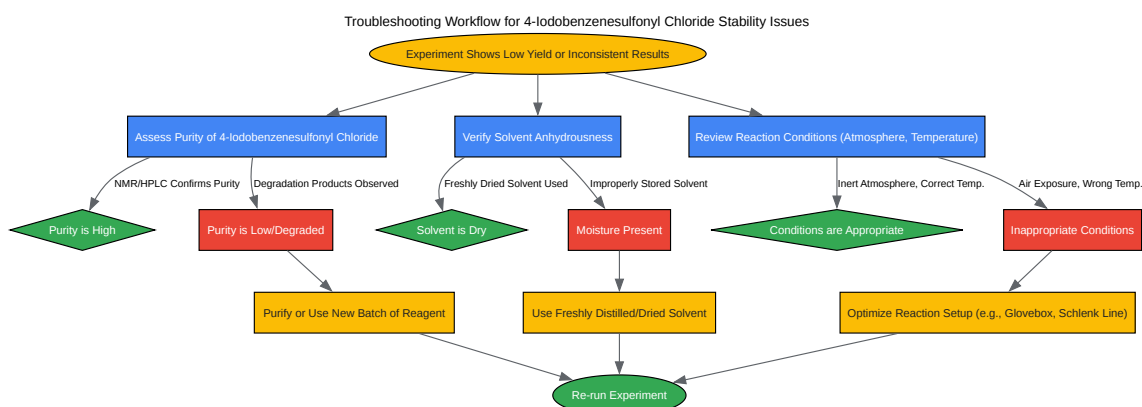 Troubleshooting Workflow for 4-Iodobenzenesulfonyl Chloride Stability Issues
Experiment Shows Low Yield or Inconsistent Results
Assess Purity of 4-Iodobenzenesulfonyl Chloride
Verify Solvent Anhydrousness
Review Reaction Conditions (Atmosphere, Temperature)
NMR/HPLC Confirms Purity
Degradation Products Observed
Freshly Dried Solvent Used
Improperly Stored Solvent
Inert Atmosphere, Correct Temp.
Air Exposure, Wrong Temp.
Purity is High
Purity is Low/Degraded
Solvent is Dry
Moisture Present
Conditions are Appropriate
Inappropriate Conditions
Purify or Use New Batch of Reagent
Use Freshly Distilled/Dried Solvent
Optimize Reaction Setup (e.g., Glovebox, Schlenk Line)
Re-run Experiment